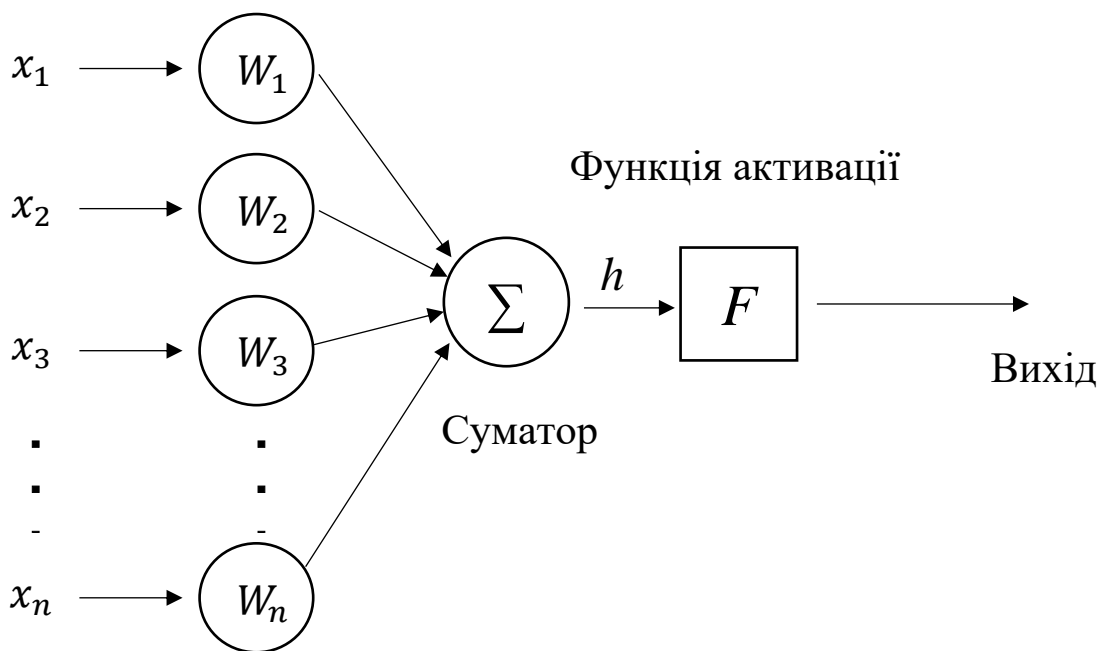 x₁ W₁
Функція активації
x₂ W₂
∑ h F
x₃ W₃
Вихід
Суматор
xₙ Wₙ